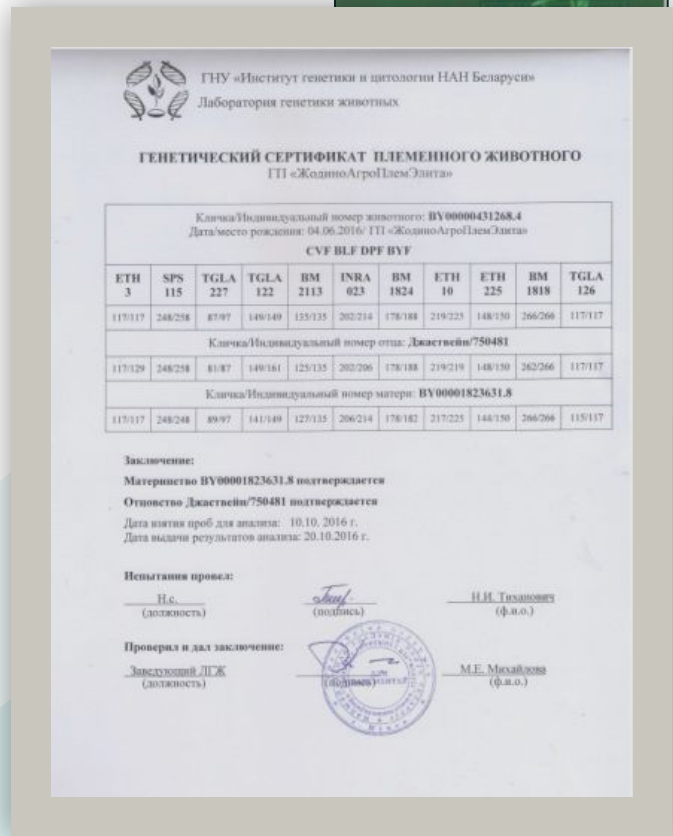 ГНУ «Институт генетики и цитологии НАН Беларуси»
Лаборатория генетики животных
ГЕНЕТИЧЕСКИЙ СЕРТИФИКАТ ПЛЕМЕННОГО ЖИВОТНОГО
ГП «ЖодиноАгроПлемЭлита»
Кличка/Индивидуальный номер животного: BY00000431268.4
Дата/место рождения: 04.06.2016/ ГП «ЖодиноАгроПлемЭлита»
CVF BLF DPF BYF
ETH 3 SPS 115 TGLA 227 TGLA 122 BM 2113 INRA 023 BM 1824 ETH 10 ETH 225 BM 1818 TGLA 126
117/117 248/258 87/97 149/149 135/135 202/214 178/188 219/225 148/150 266/266 117/117
Кличка/Индивидуальный номер отца: Джаствейн/750481
117/129 248/258 81/87 149/161 125/135 202/206 178/188 219/219 148/150 262/266 117/117
Кличка/Индивидуальный номер матери: BY00001823631.8
117/117 248/248 89/97 141/149 127/135 206/214 178/182 217/225 144/150 266/266 115/117
Заключение:
Материнство BY00001823631.8 подтверждается
Отцовство Джаствейн/750481 подтверждается
Дата взятия проб для анализа: 10.10. 2016 г.
Дата выдачи результатов анализа: 20.10.2016 г.
Испытания провел:
Н.с. Н.И. Тиханович
(должность) (подпись) (ф.и.о.)
Проверил и дал заключение:
Заведующий ЛГЖ М.Е. Михайлова
(должность) (подпись) (ф.и.о.)